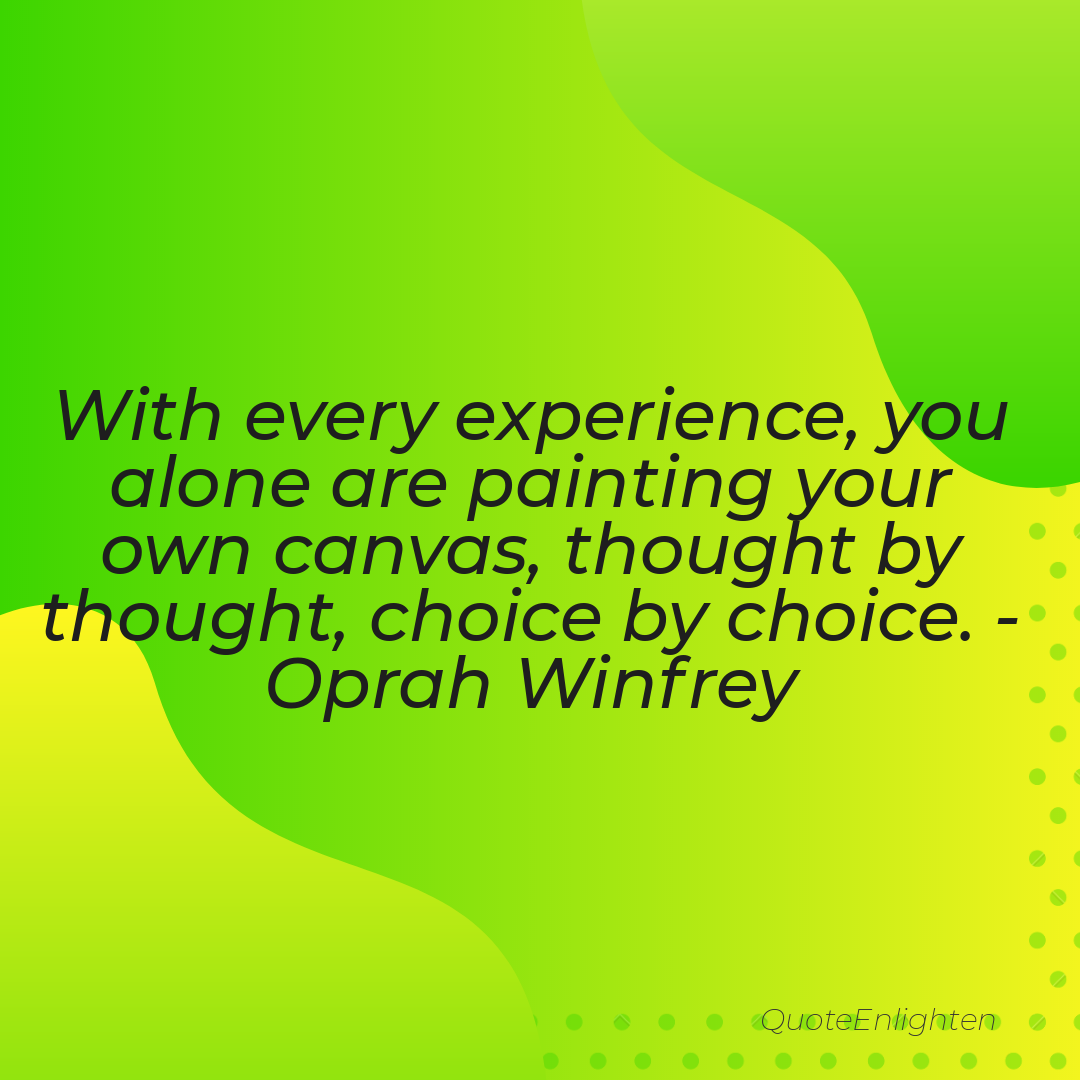 With every experience, you
alone are painting your
own canvas, thought by
thought, choice by choice. -
Oprah Winfrey
QuoteEnlighten